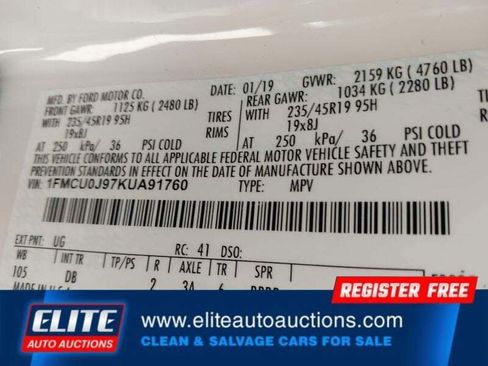 MFD. BY FORD MOTOR CO.
DATE: 01/19 GVWR: 2159 KG (4760 LB)
FRONT GAWR: 1125 KG (2480 LB) REAR GAWR: 1034 KG (2280 LB)
WITH 235/45R19 95H TIRES WITH 235/45R19 95H
19x8J RIMS 19x8J
AT 250 kPa/ 36 PSI COLD AT 250 kPa/ 36 PSI COLD
THIS VEHICLE CONFORMS TO ALL APPLICABLE FEDERAL MOTOR VEHICLE SAFETY AND THEFT
PREVENTION STANDARDS IN EFFECT ON THE DATE OF MANUFACTURE SHOWN ABOVE.
VIN: 1FMCU0J97KUA91760 TYPE: MPV
EXT PNT: UG RC: 41 DSO:
WB INT TR TP/PS R AXLE TR SPR
105 DB 2 3A 6
MADE IN U.S.A.
REGISTER FREE
ELITE
AUTO AUCTIONS
www.eliteautoauctions.com
CLEAN & SALVAGE CARS FOR SALE